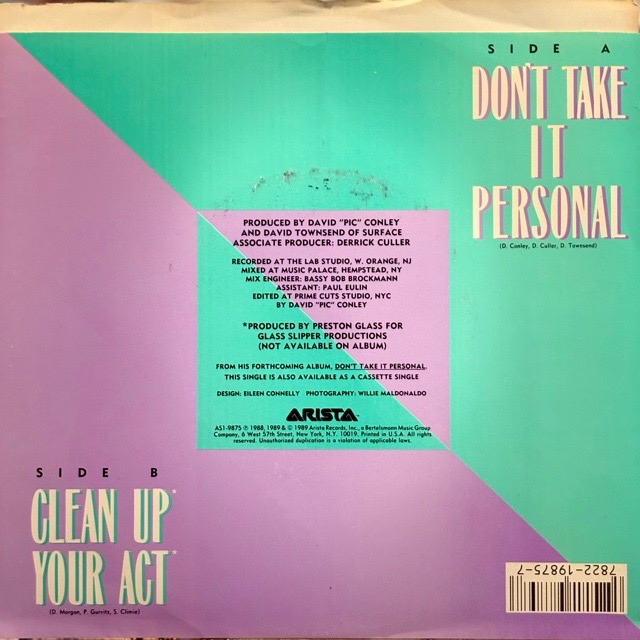 SIDE A
DON'T TAKE
IT
PERSONAL
(D. Conley, D. Culler, D. Townsend)
PRODUCED BY DAVID "PIC" CONLEY
AND DAVID TOWNSEND OF SURFACE
ASSOCIATE PRODUCER: DERRICK CULLER
RECORDED AT THE LAB STUDIO, W. ORANGE, NJ
MIXED AT MUSIC PALACE, HEMPSTEAD, NY
MIX ENGINEER: BASSY BOB BROCKMANN
ASSISTANT: PAUL EULIN
EDITED AT PRIME CUTS STUDIO, NYC
BY DAVID "PIC" CONLEY
*PRODUCED BY PRESTON GLASS FOR
GLASS SLIPPER PRODUCTIONS
(NOT AVAILABLE ON ALBUM)
FROM HIS FORTHCOMING ALBUM, DON'T TAKE IT PERSONAL.
THIS SINGLE IS ALSO AVAILABLE AS A CASSETTE SINGLE
DESIGN: EILEEN CONNELLY PHOTOGRAPHY: WILLIE MALDONALDO
ARISTA
AS1-9875 ℗ 1988, 1989 & © 1989 Arista Records, Inc., a Bertelsmann Music Group
Company, 6 West 57th Street, New York, N.Y. 10019. Printed in U.S.A. All rights
reserved. Unauthorized duplication is a violation of applicable laws.
SIDE B
CLEAN UP*
YOUR ACT*
(D. Morgan, P. Gurvitz, S. Climie)
7822-19875-7